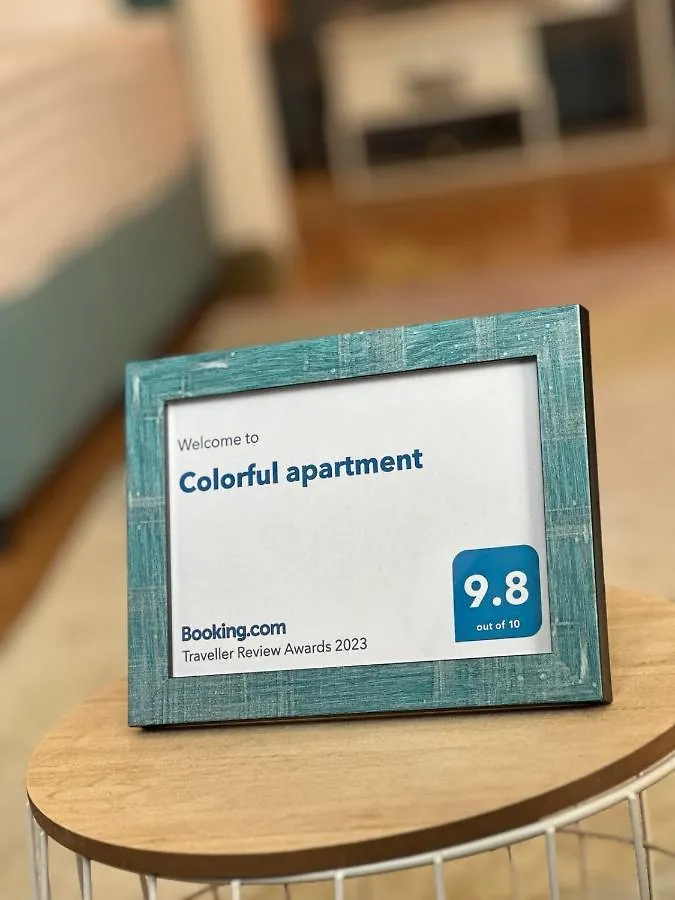 Welcome to
Colorful apartment
9.8
out of 10
Booking.com
Traveller Review Awards 2023